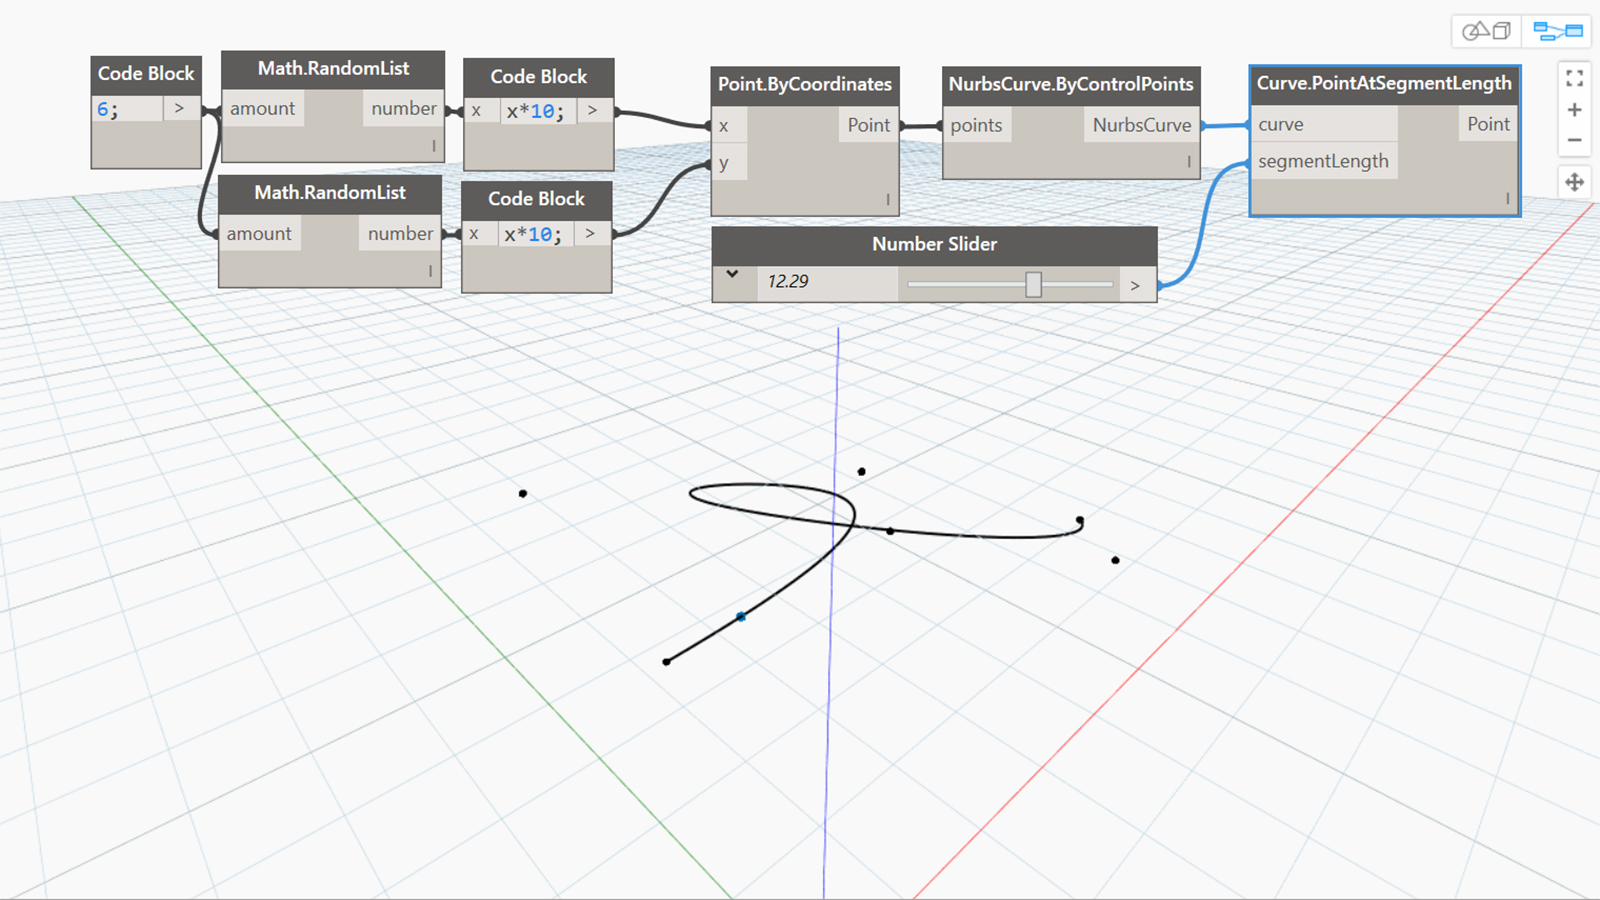 Code Block
6; >
Math.RandomList
amount number
l
Code Block
x x*10; >
Math.RandomList
amount number
l
Code Block
x x*10; >
Point.ByCoordinates
x Point
y
l
NurbsCurve.ByControlPoints
points NurbsCurve
l
Number Slider
12.29 >
Curve.PointAtSegmentLength
curve Point
segmentLength
l